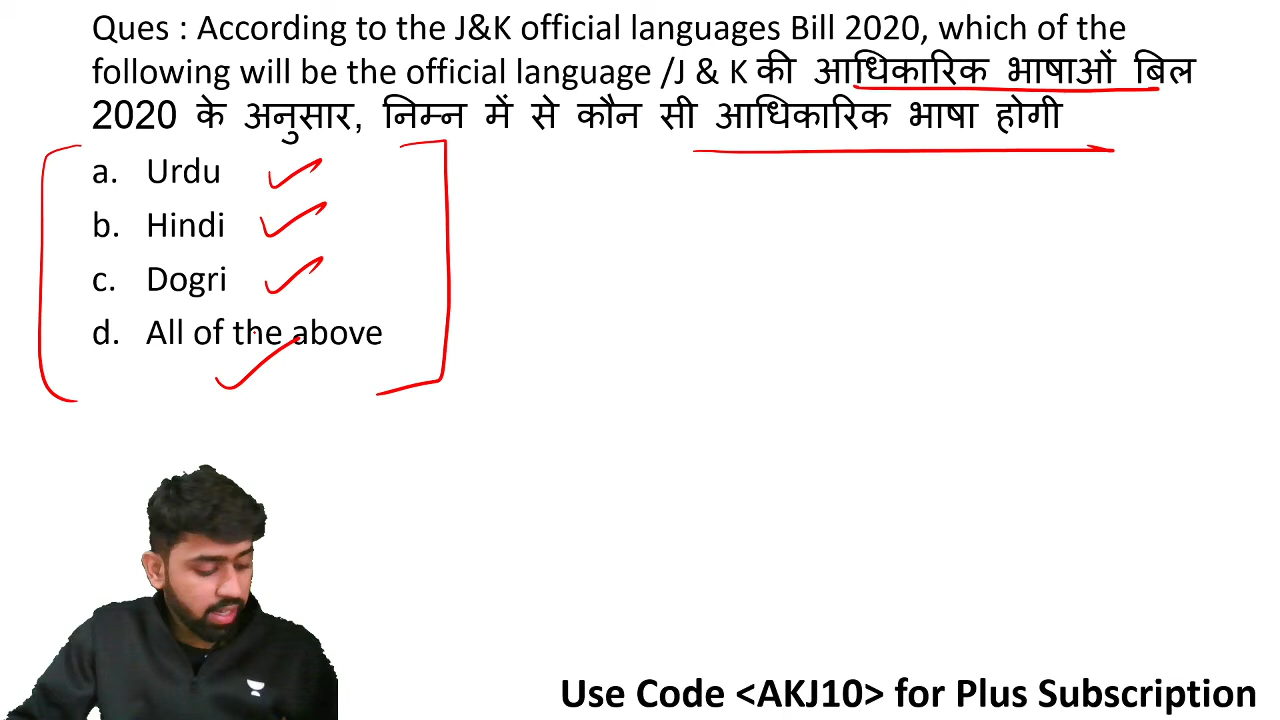 Ques : According to the J&K official languages Bill 2020, which of the
following will be the official language /J & K की आधिकारिक भाषाओं बिल
2020 के अनुसार, निम्न में से कौन सी आधिकारिक भाषा होगी
a. Urdu
b. Hindi
c. Dogri
d. All of the above
Use Code <AKJ10> for Plus Subscription